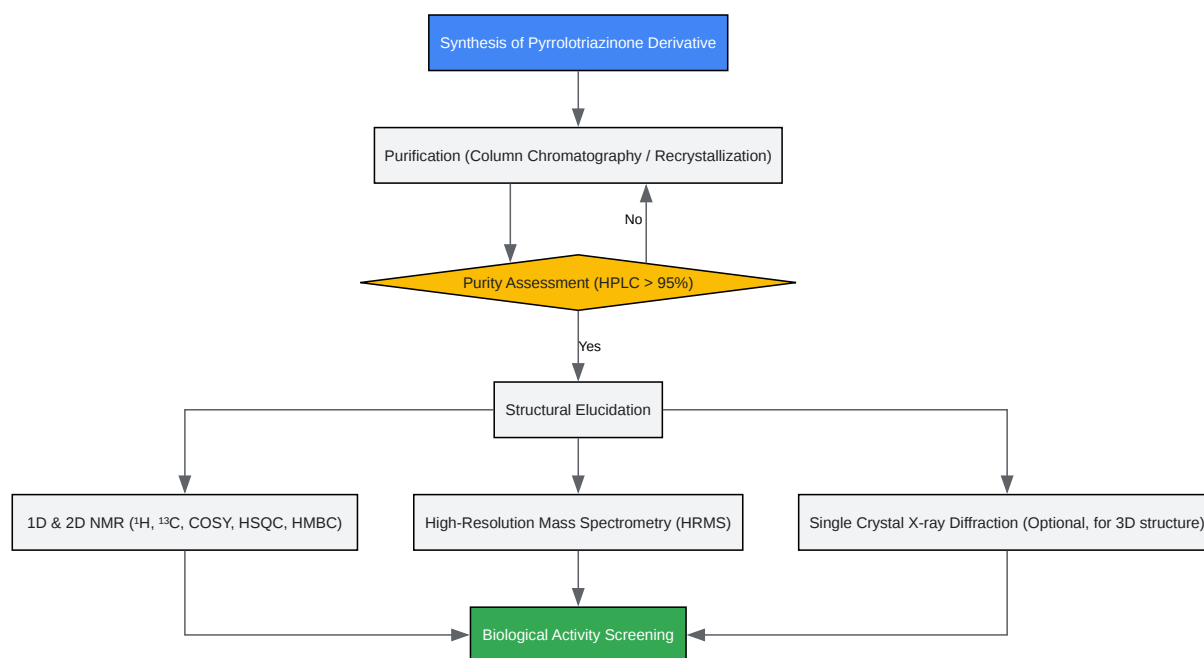 Synthesis of Pyrrolotriazinone Derivative
Purification (Column Chromatography / Recrystallization)
No
Purity Assessment (HPLC > 95%)
Yes
Structural Elucidation
1D & 2D NMR (¹H, ¹³C, COSY, HSQC, HMBC)
High-Resolution Mass Spectrometry (HRMS)
Single Crystal X-ray Diffraction (Optional, for 3D structure)
Biological Activity Screening